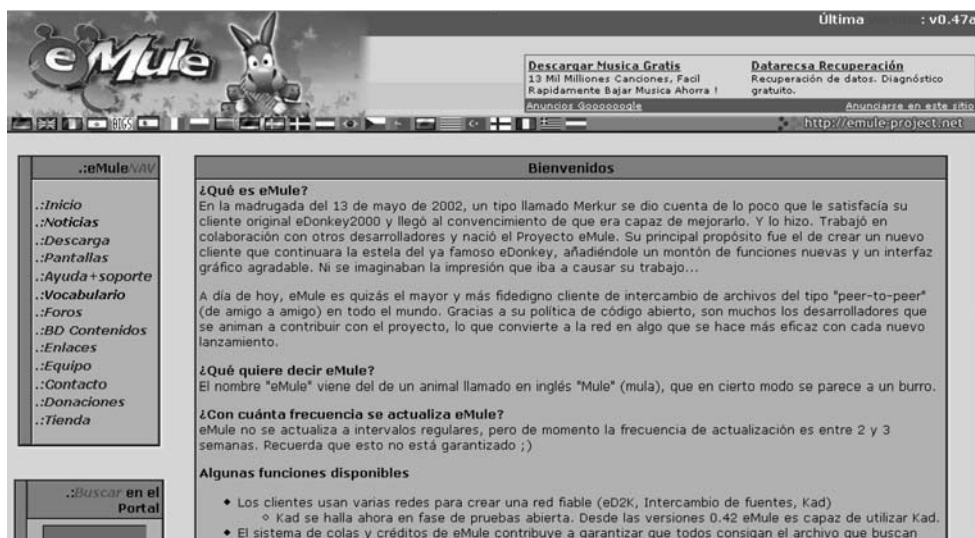 eMule
Última : v0.47a
Descargar Musica Gratis
13 Mil Milliones Canciones, Facil
Rapidamente Bajar Musica Ahorra !
Datarecsa Recuperación
Recuperación de datos. Diagnóstico
gratuito.
Anuncios Goooooogle
Anunciarse en este sitio
BIGS
http://emule-project.net
.:eMule NAV
.:Inicio
.:Noticias
.:Descarga
.:Pantallas
.:Ayuda+soporte
.:Vocabulario
.:Foros
.:BD Contenidos
.:Enlaces
.:Equipo
.:Contacto
.:Donaciones
.:Tienda
.:Buscar en el
Portal
Bienvenidos
¿Qué es eMule?
En la madrugada del 13 de mayo de 2002, un tipo llamado Merkur se dio cuenta de lo poco que le satisfacía su
cliente original eDonkey2000 y llegó al convencimiento de que era capaz de mejorarlo. Y lo hizo. Trabajó en
colaboración con otros desarrolladores y nació el Proyecto eMule. Su principal propósito fue el de crear un nuevo
cliente que continuara la estela del ya famoso eDonkey, añadiéndole un montón de funciones nuevas y un interfaz
gráfico agradable. Ni se imaginaban la impresión que iba a causar su trabajo...
A día de hoy, eMule es quizás el mayor y más fidedigno cliente de intercambio de archivos del tipo "peer-to-peer"
(de amigo a amigo) en todo el mundo. Gracias a su política de código abierto, son muchos los desarrolladores que
se animan a contribuir con el proyecto, lo que convierte a la red en algo que se hace más eficaz con cada nuevo
lanzamiento.
¿Qué quiere decir eMule?
El nombre "eMule" viene del de un animal llamado en inglés "Mule" (mula), que en cierto modo se parece a un burro.
¿Con cuánta frecuencia se actualiza eMule?
eMule no se actualiza a intervalos regulares, pero de momento la frecuencia de actualización es entre 2 y 3
semanas. Recuerda que esto no está garantizado ;)
Algunas funciones disponibles
Los clientes usan varias redes para crear una red fiable (eD2K, Intercambio de fuentes, Kad)
Kad se halla ahora en fase de pruebas abierta. Desde las versiones 0.42 eMule es capaz de utilizar Kad.
El sistema de colas y créditos de eMule contribuye a garantizar que todos consigan el archivo que buscan